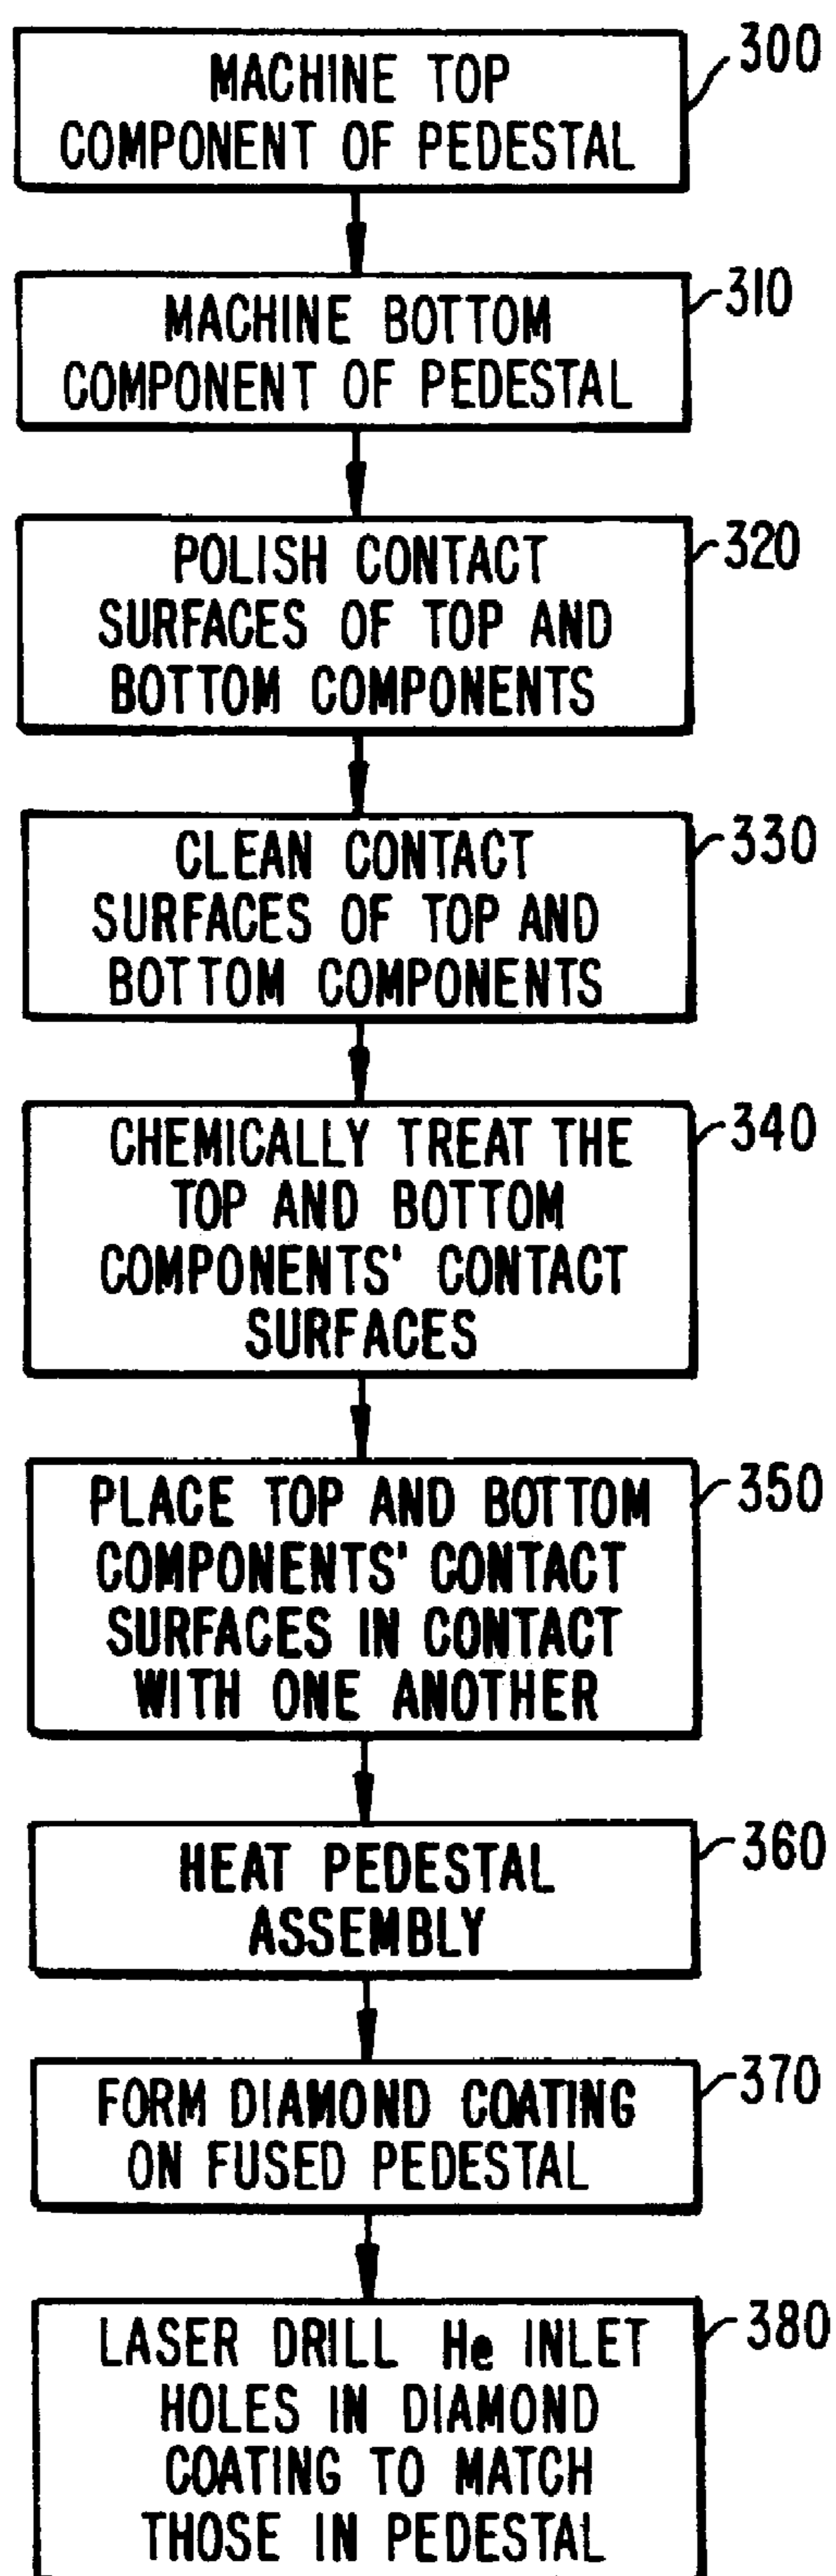 300
MACHINE TOP
COMPONENT OF PEDESTAL
310
MACHINE BOTTOM
COMPONENT OF PEDESTAL
320
POLISH CONTACT
SURFACES OF TOP AND
BOTTOM COMPONENTS
330
CLEAN CONTACT
SURFACES OF TOP AND
BOTTOM COMPONENTS
340
CHEMICALLY TREAT THE
TOP AND BOTTOM
COMPONENTS' CONTACT
SURFACES
350
PLACE TOP AND BOTTOM
COMPONENTS' CONTACT
SURFACES IN CONTACT
WITH ONE ANOTHER
360
HEAT PEDESTAL
ASSEMBLY
370
FORM DIAMOND COATING
ON FUSED PEDESTAL
380
LASER DRILL He INLET
HOLES IN DIAMOND
COATING TO MATCH
THOSE IN PEDESTAL